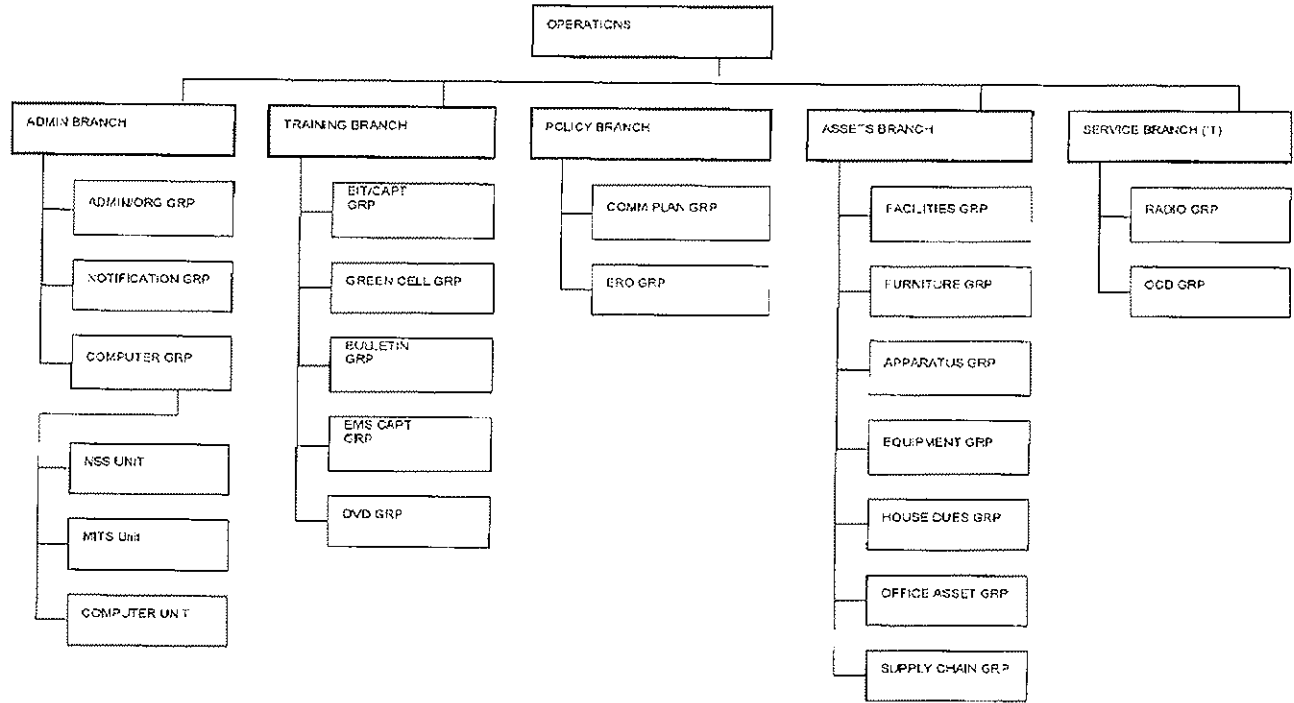 OPERATIONS
ADMIN BRANCH
TRAINING BRANCH
POLICY BRANCH
ASSETS BRANCH
SERVICE BRANCH
ADMIN/ORG GRP
NOTIFICATION GRP
COMPUTER GRP
NSS UNIT
MITS Unit
COMPUTER UNIT
GRP
GREEN CELL GRP
BULLETIN
GRP
EMS CAPT
GRP
DVD GRP
COMM PLAN GRP
ERO GRP
FACILITIES GRP
FURNITURE GRP
APPARATUS GRP
EQUIPMENT GRP
HOUSE DUES GRP
OFFICE ASSET GRP
SUPPLY CHAIN GRP
RADIO GRP
OCD GRP